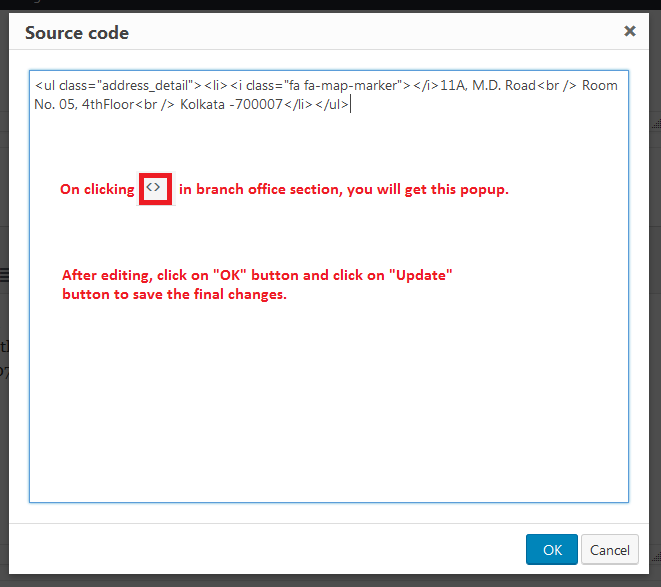 Source code
<ul class="address_detail"><li><i class="fa fa-map-marker"></i>11A, M.D. Road<br /> Room
No. 05, 4thFloor<br /> Kolkata -700007</li></ul>
On clicking <> in branch office section, you will get this popup.
After editing, click on "OK" button and click on "Update"
button to save the final changes.
OK Cancel